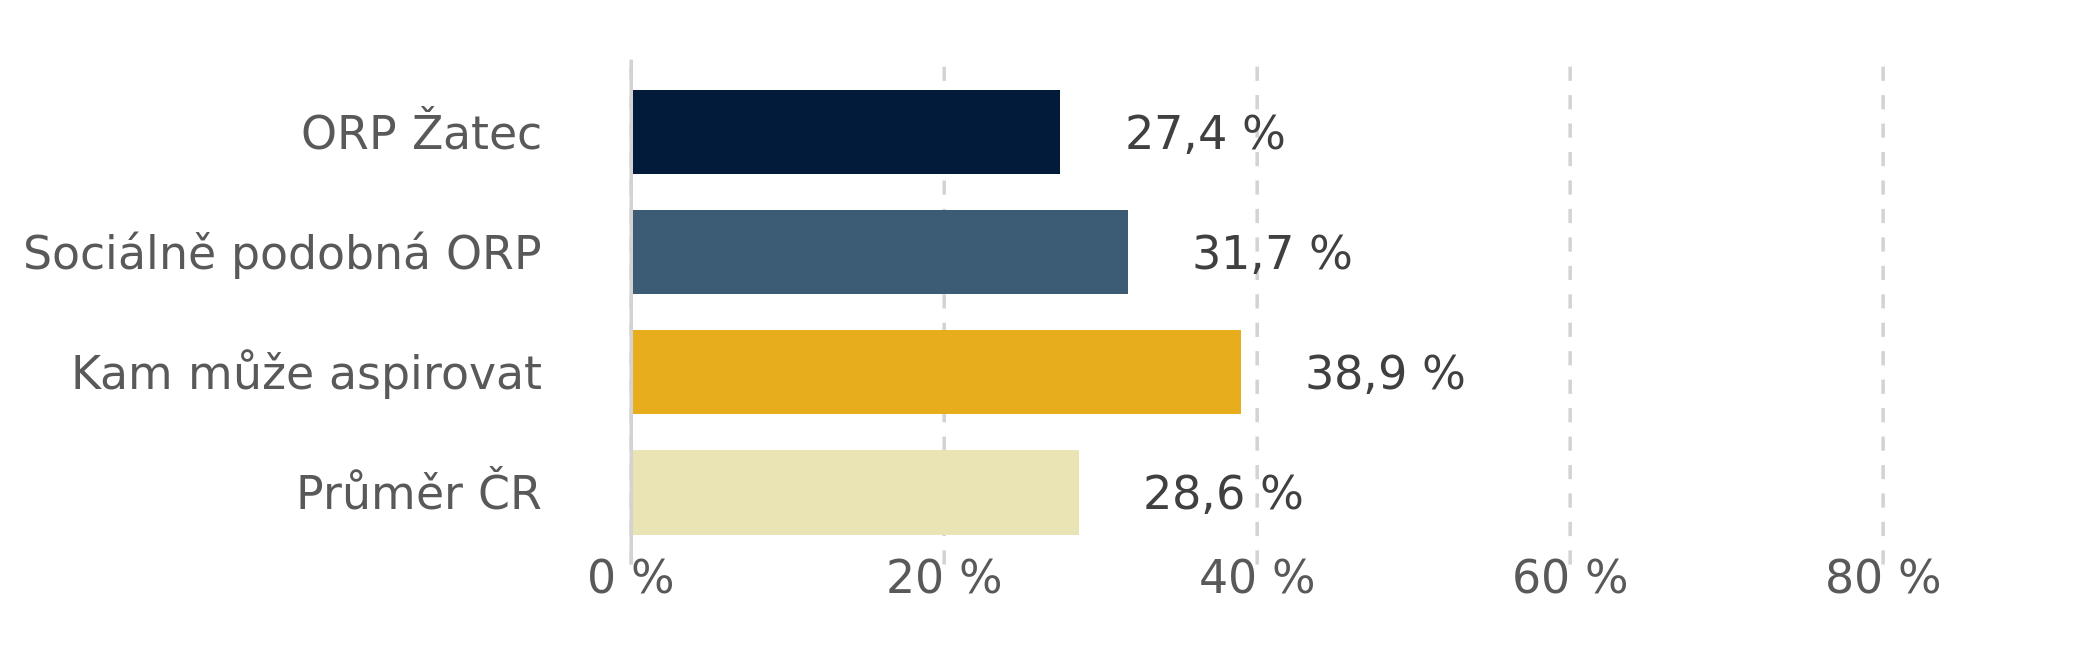 ORP Žatec 27,4 %
Sociálně podobná ORP 31,7 %
Kam může aspirovat 38,9 %
Průměr ČR 28,6 %
0 % 20 % 40 % 60 % 80 %